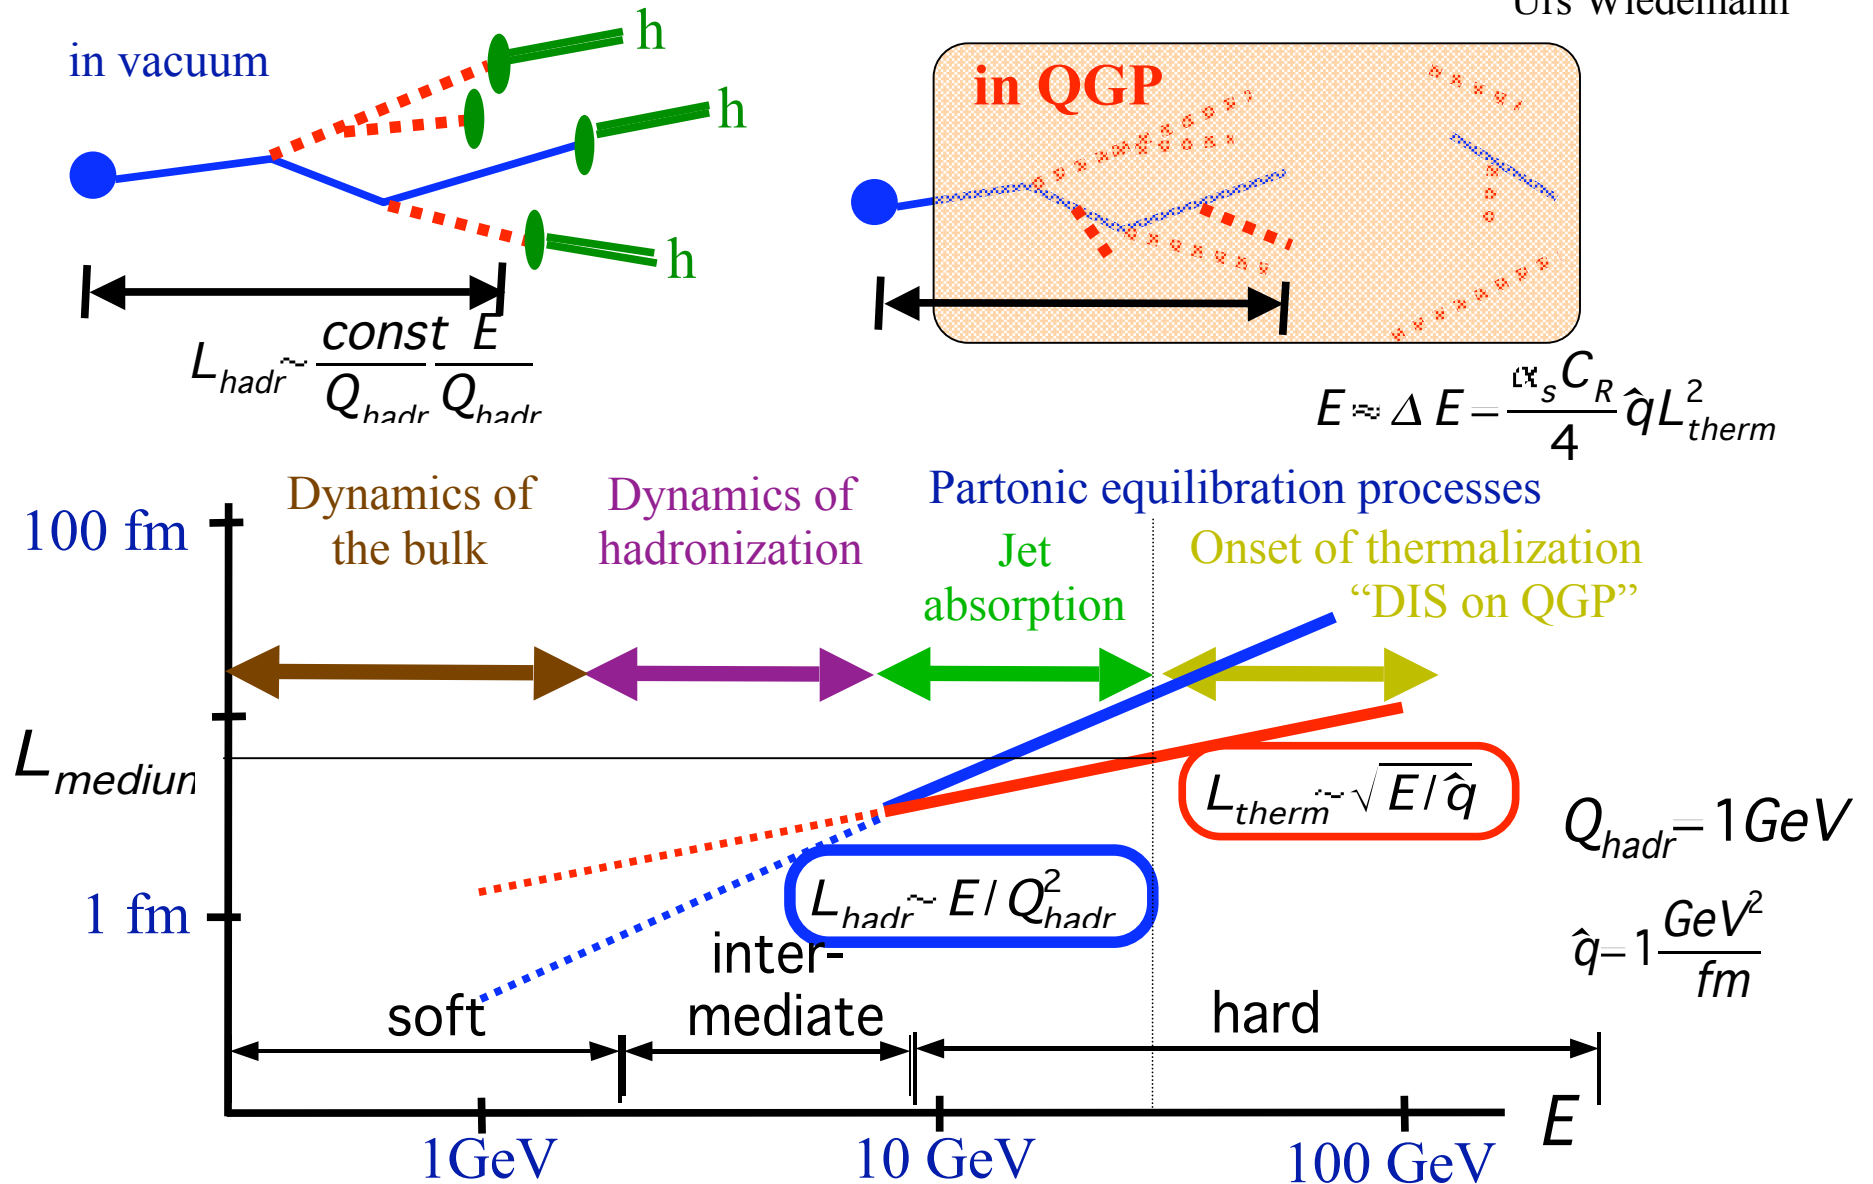 Urs Wiedemann
in vacuum
h
h
h
in QGP
L_hadr ~ const/Q_hadr E/Q_hadr
E ≈ Δ E = α_s C_R/4 q̂ L²_therm
Dynamics of
the bulk
Dynamics of
hadronization
Partonic equilibration processes
Jet
absorption
Onset of thermalization
“DIS on QGP”
100 fm
L_medium
1 fm
L_therm ~ √E/q̂
L_hadr ~ E/Q²_hadr
Q_hadr = 1GeV
q̂ = 1 GeV²/fm
soft
inter-
mediate
hard
E
1GeV
10 GeV
100 GeV